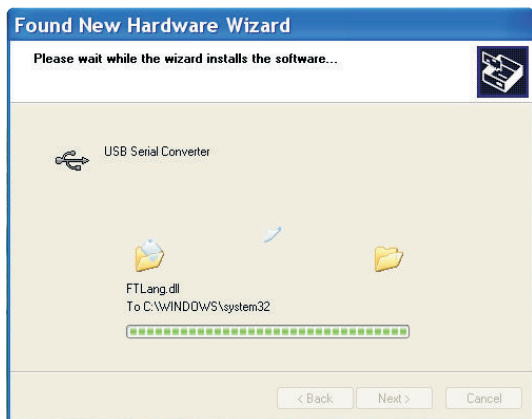 Found New Hardware Wizard
Please wait while the wizard installs the software...
USB Serial Converter
FTLang.dll
To C:\WINDOWS\system32
< Back
Next >
Cancel